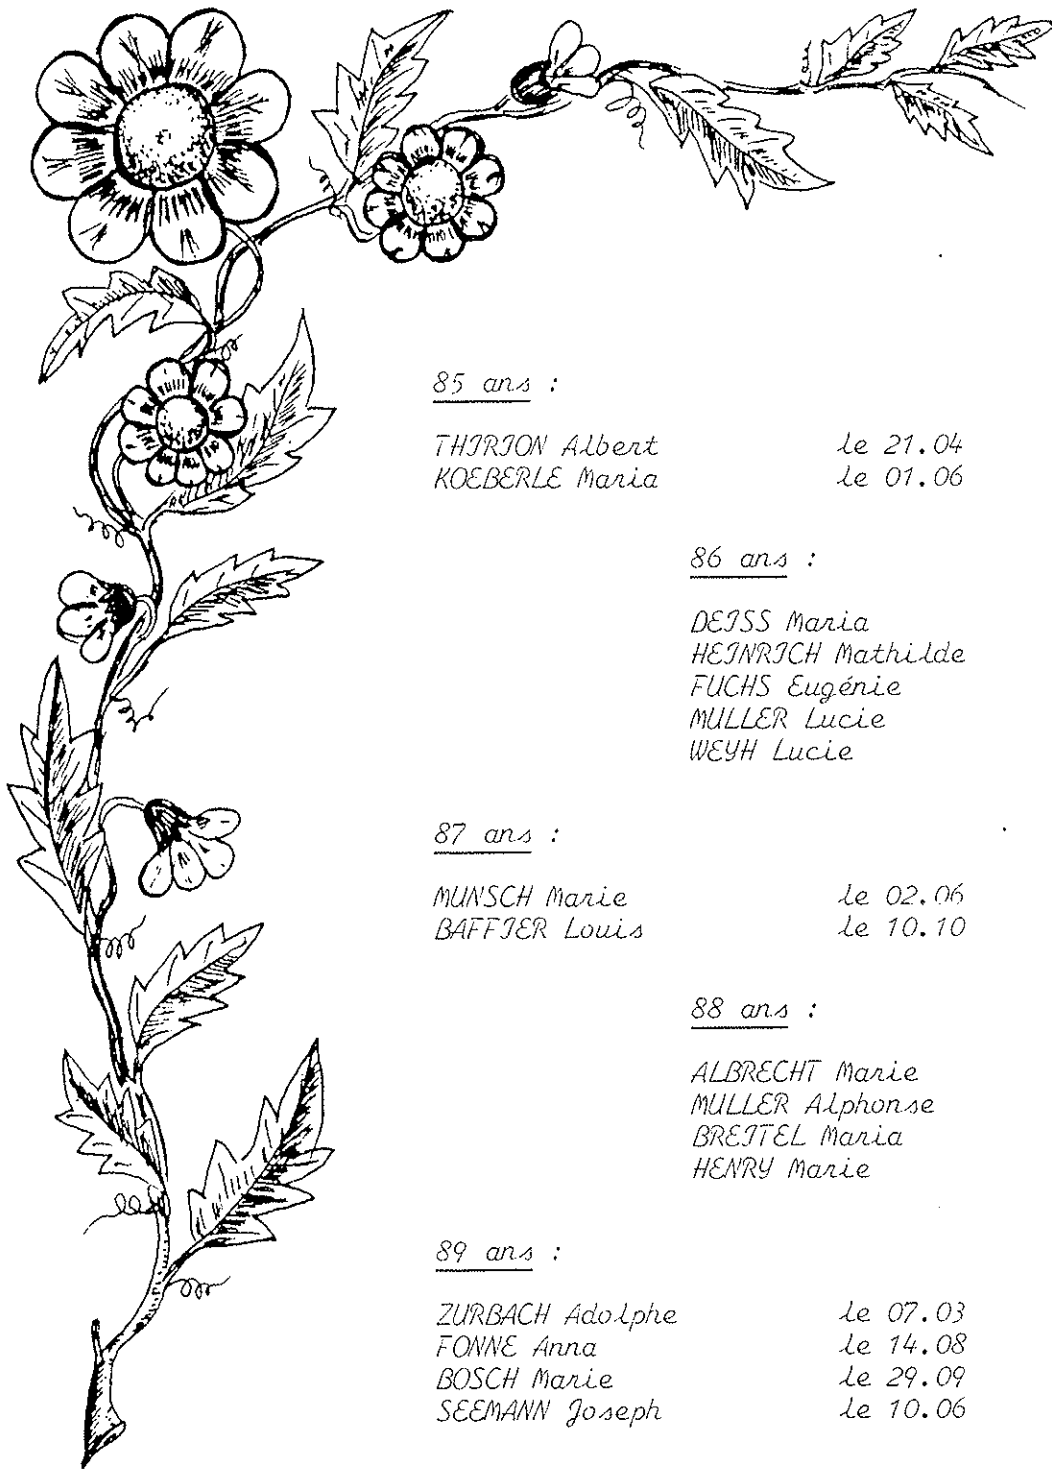 85 ans :
THIRION Albert le 21.04
KOEBERLE Maria le 01.06
86 ans :
DEISS Maria
HEINRICH Mathilde
FUCHS Eugénie
MULLER Lucie
WEYH Lucie
87 ans :
MUNSCH Marie le 02.06
BAFFIER Louis le 10.10
88 ans :
ALBRECHT Marie
MULLER Alphonse
BREITEL Maria
HENRY Marie
89 ans :
ZURBACH Adolphe le 07.03
FONNE Anna le 14.08
BOSCH Marie le 29.09
SEEMANN Joseph le 10.06